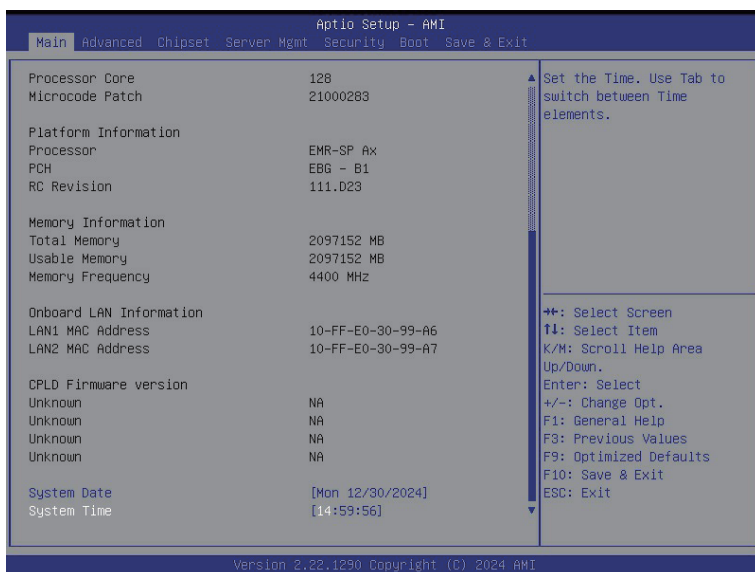 Aptio Setup - AMI
Main Advanced Chipset Server Mgmt Security Boot Save & Exit
Processor Core 128
Microcode Patch 21000283
Platform Information
Processor EMR-SP Ax
PCH EBG - B1
RC Revision 111.D23
Memory Information
Total Memory 2097152 MB
Usable Memory 2097152 MB
Memory Frequency 4400 MHz
Onboard LAN Information
LAN1 MAC Address 10-FF-E0-30-99-A6
LAN2 MAC Address 10-FF-E0-30-99-A7
CPLD Firmware version
Unknown NA
Unknown NA
Unknown NA
Unknown NA
System Date [Mon 12/30/2024]
System Time [14:59:56]
Set the Time. Use Tab to
switch between Time
elements.
→←: Select Screen
↑↓: Select Item
K/M: Scroll Help Area
Up/Down.
Enter: Select
+/-: Change Opt.
F1: General Help
F3: Previous Values
F9: Optimized Defaults
F10: Save & Exit
ESC: Exit
Version 2.22.1290 Copyright (C) 2024 AMI